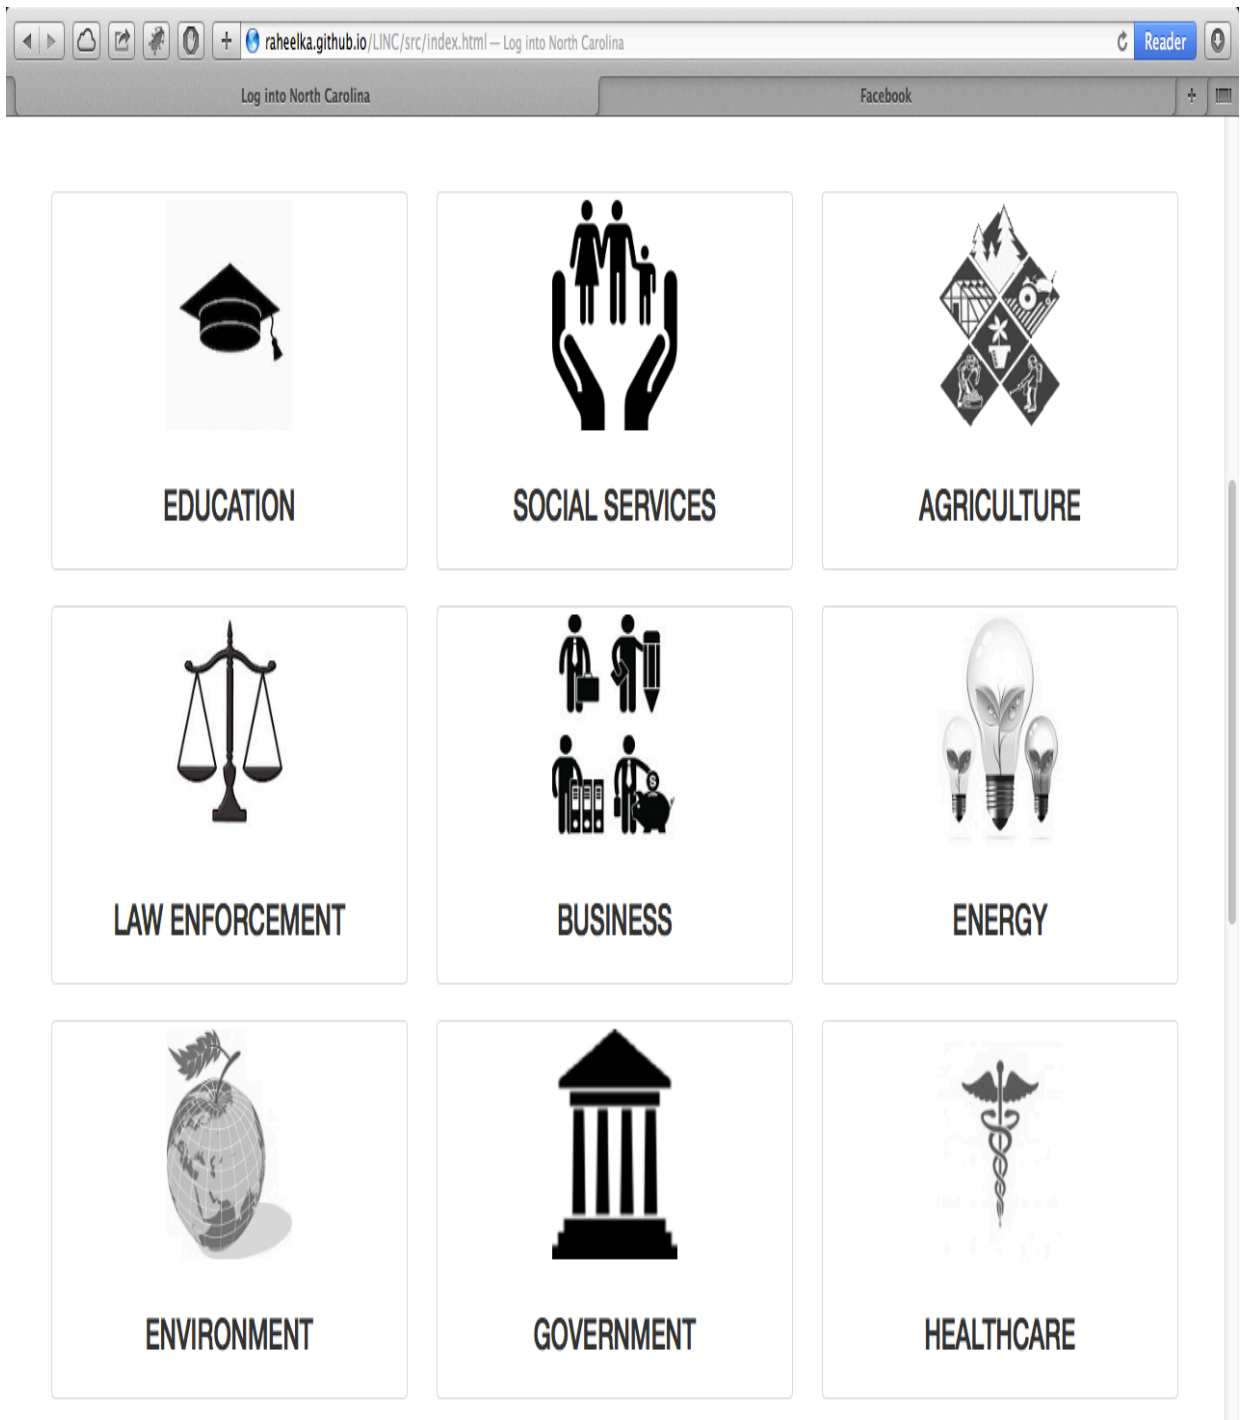 raheelka.github.io/LINC/src/index.html — Log into North Carolina
Reader
Log into North Carolina
Facebook
EDUCATION
SOCIAL SERVICES
AGRICULTURE
LAW ENFORCEMENT
BUSINESS
ENERGY
ENVIRONMENT
GOVERNMENT
HEALTHCARE